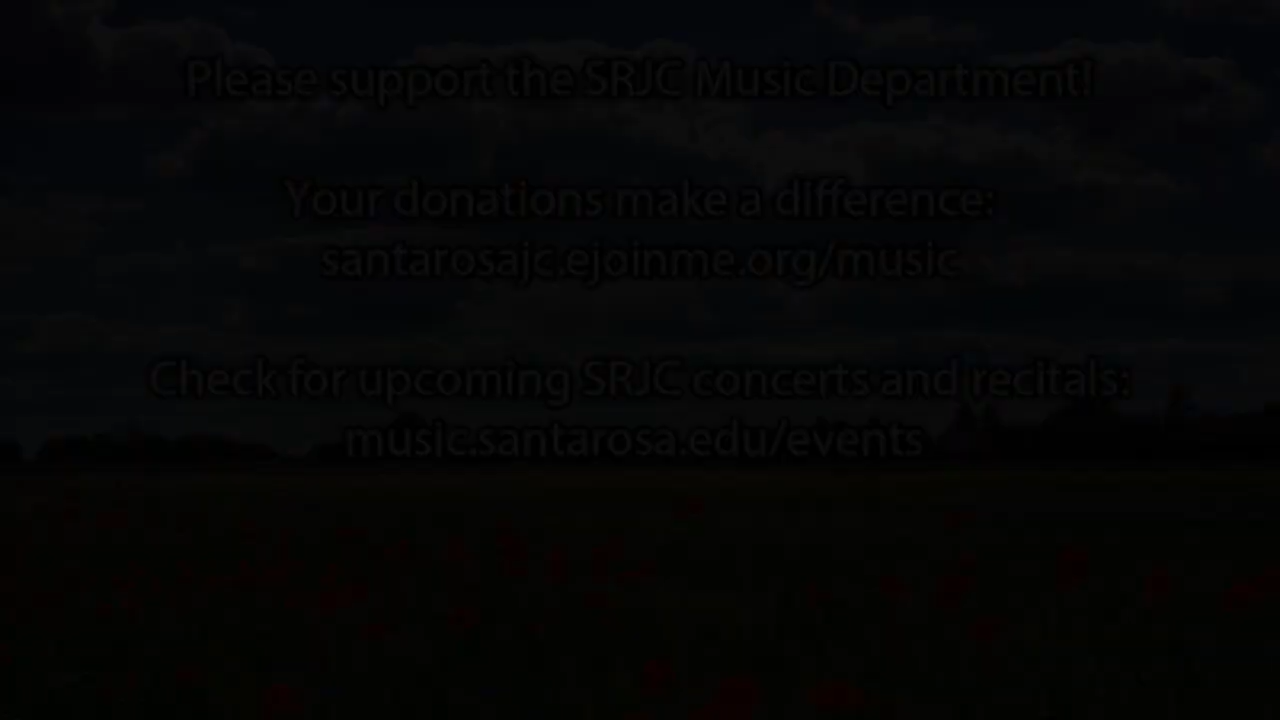 Please support the SRJC Music Department!
Your donations make a difference:
santarosajc.ejoinme.org/music
Check for upcoming SRJC concerts and recitals:
music.santarosa.edu/events